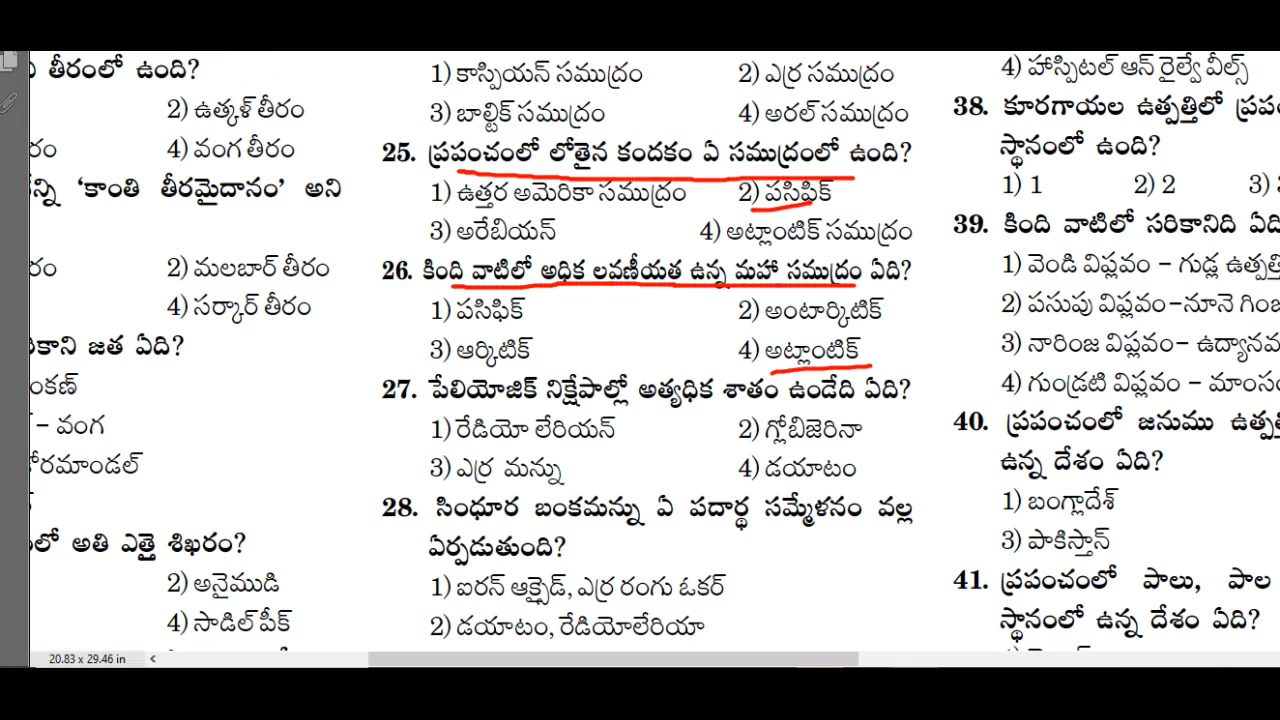 తీరంలో ఉంది?
2) ఉత్కళ్ తీరం
రం
4) వంగ తీరం
న్ని ‘కాంతి తీరమైదానం’ అని
రం
2) మలబార్ తీరం
4) సర్కార్ తీరం
కాని జత ఏది?
ంకణ్
- వంగ
రమాండల్
లో అతి ఎత్తై శిఖరం?
2) అనైముడి
4) సాడిల్ పీక్
1) కాస్పియన్ సముద్రం 2) ఎర్ర సముద్రం
3) బాల్టిక్ సముద్రం 4) అరల్ సముద్రం
25. ప్రపంచంలో లోతైన కందకం ఏ సముద్రంలో ఉంది?
1) ఉత్తర అమెరికా సముద్రం 2) పసిపిక్
3) అరేబియన్ 4) అట్లాంటిక్ సముద్రం
26. కింది వాటిలో అధిక లవణీయత ఉన్న మహా సముద్రం ఏది?
1) పసిఫిక్ 2) అంటార్కిటిక్
3) ఆర్కిటిక్ 4) అట్లాంటిక్
27. పేలియోజిక్ నిక్షేపాల్లో అత్యధిక శాతం ఉండేది ఏది?
1) రేడియో లేరియన్ 2) గ్లోబిజెరినా
3) ఎర్ర మన్ను 4) డయాటం
28. సింధూర బంకమన్ను ఏ పదార్థ సమ్మేళనం వల్ల
ఏర్పడుతుంది?
1) ఐరన్ ఆక్సైడ్, ఎర్ర రంగు ఓకర్
2) డయాటం, రేడియోలేరియా
4) హాస్పిటల్ ఆన్ రైల్వే వీల్స్
38. కూరగాయల ఉత్పత్తిలో ప్రప
స్థానంలో ఉంది?
1) 1 2) 2 3)
39. కింది వాటిలో సరికానిది ఏది
1) వెండి విప్లవం - గుడ్ల ఉత్పత్తి
2) పసుపు విప్లవం-నూనె గింజ
3) నారింజ విప్లవం- ఉద్యానవ
4) గుండ్రటి విప్లవం - మాంసం
40. ప్రపంచంలో జనుము ఉత్పత్తి
ఉన్న దేశం ఏది?
1) బంగ్లాదేశ్
3) పాకిస్తాన్
41. ప్రపంచంలో పాలు, పాల
స్థానంలో ఉన్న దేశం ఏది?
20.83 x 29.46 in